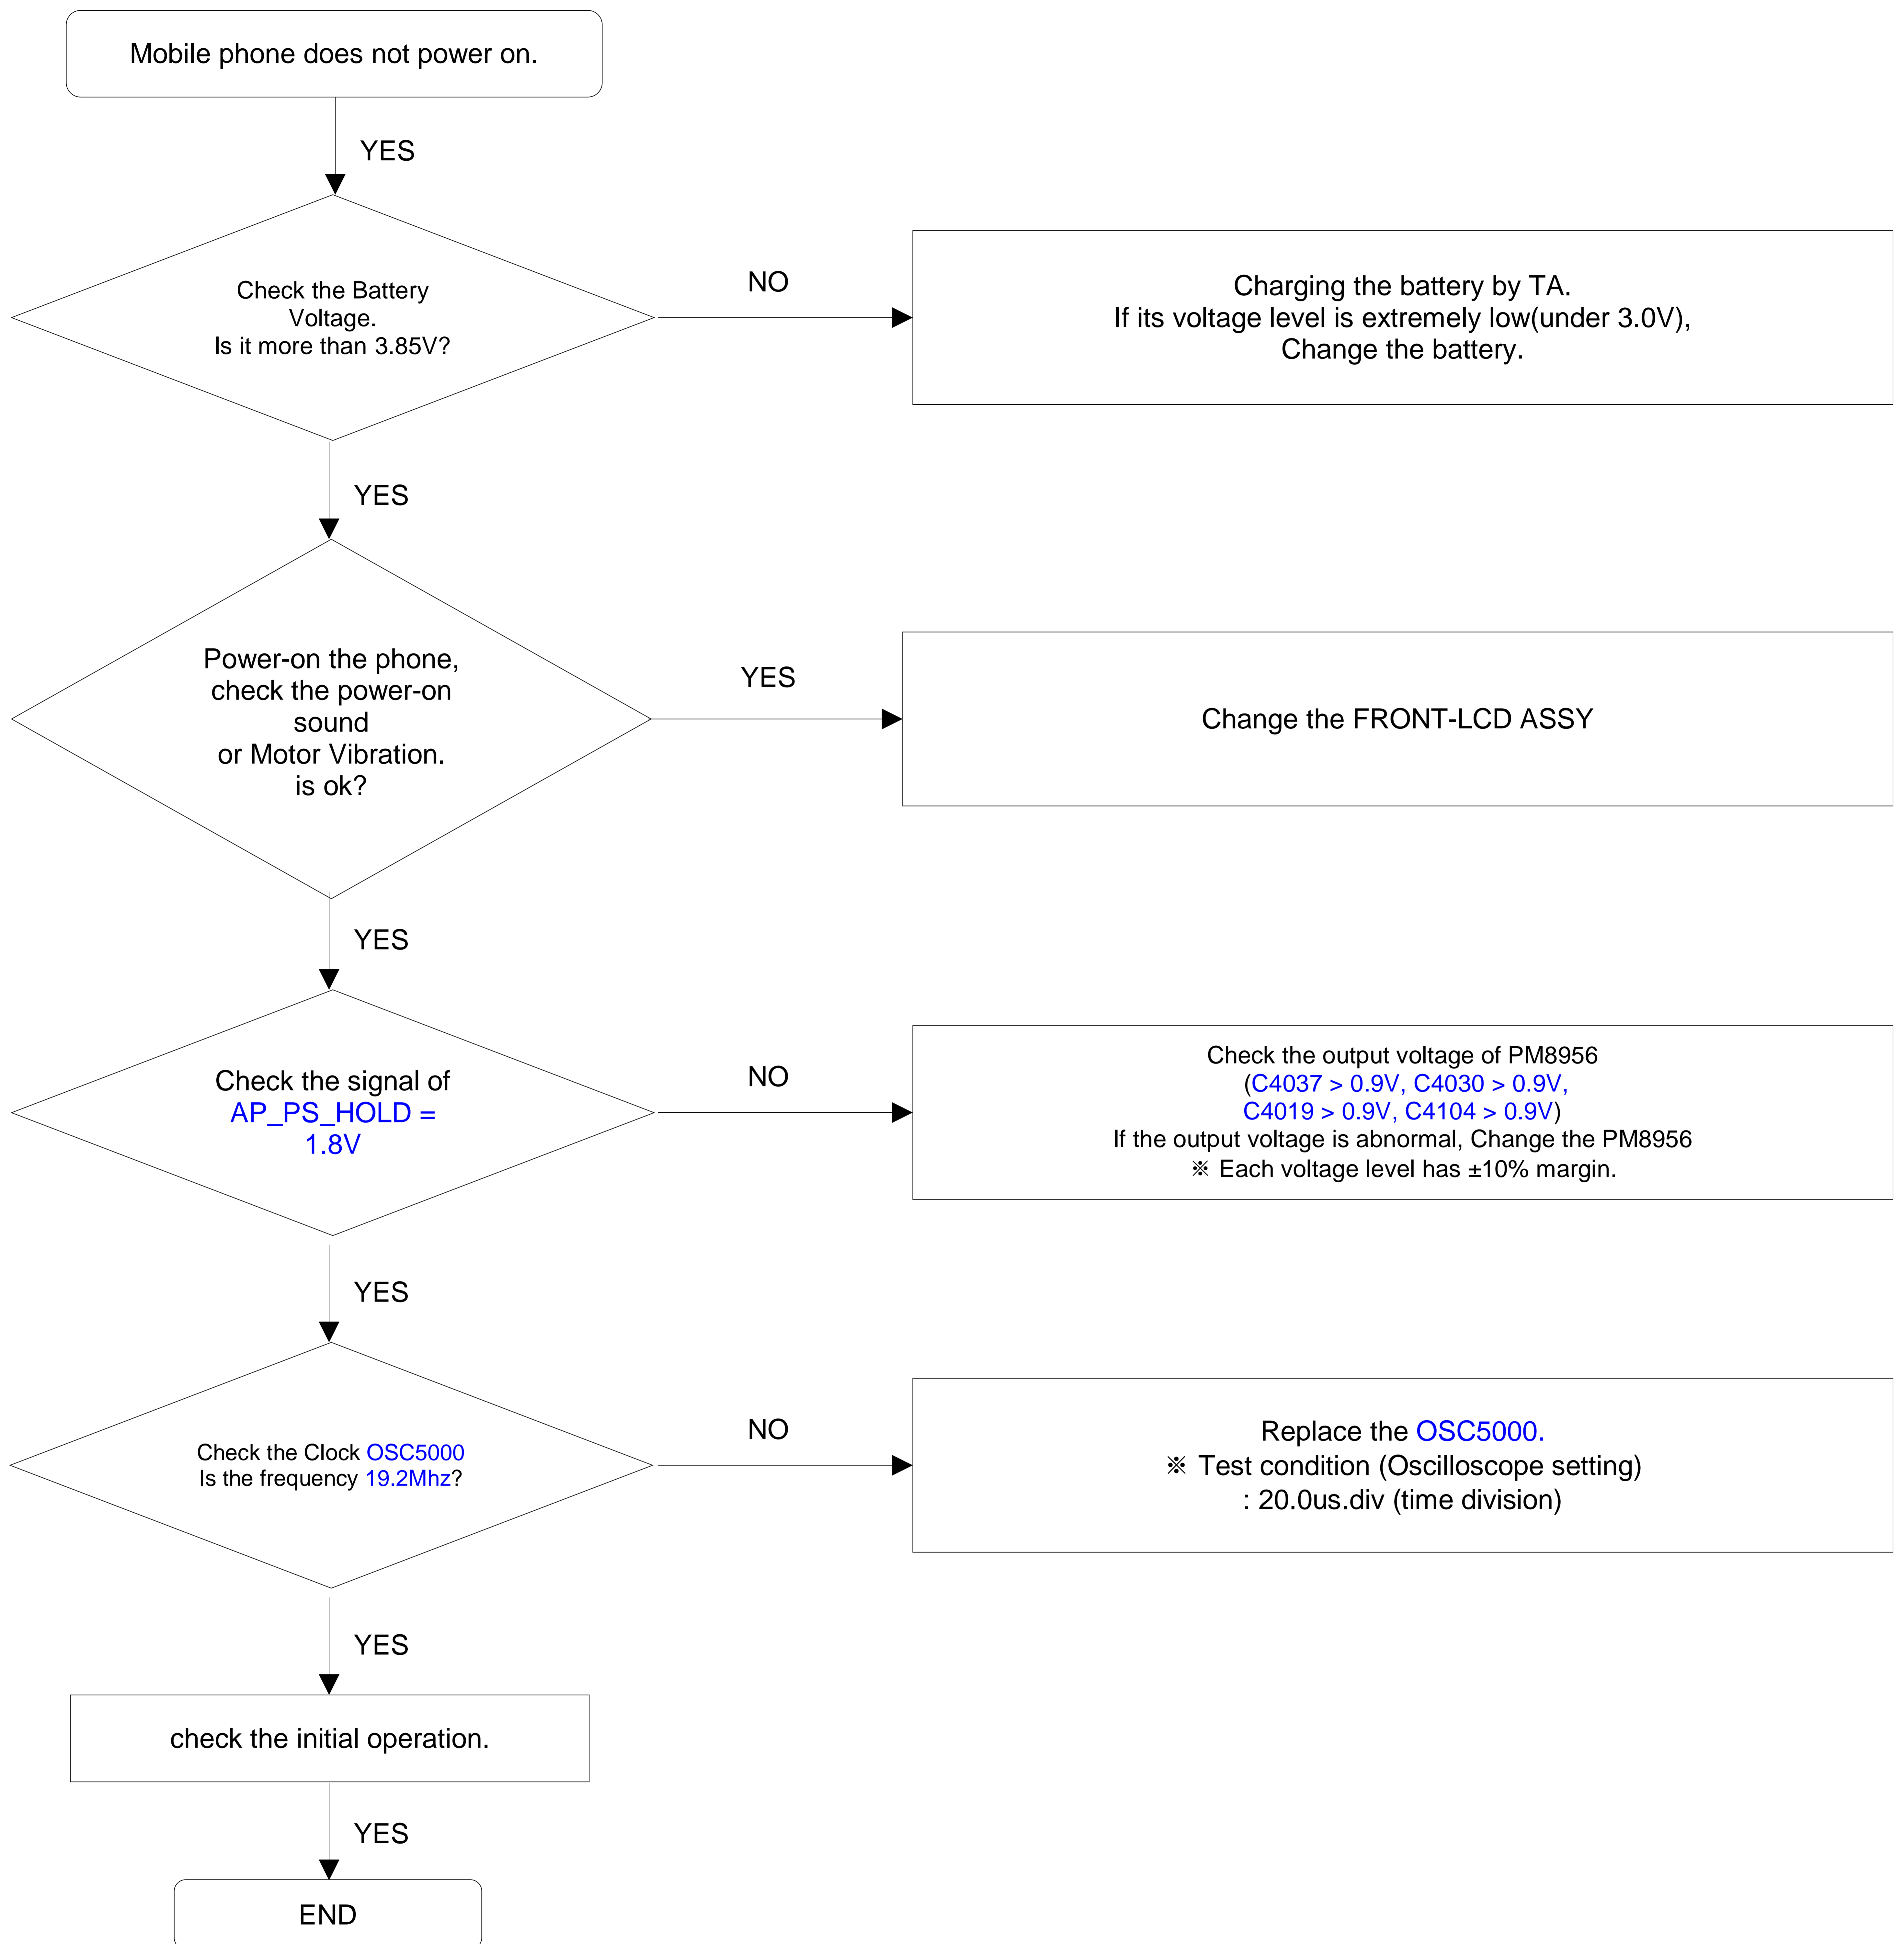 Mobile phone does not power on.
YES
Check the Battery
Voltage.
Is it more than 3.85V?
NO
Charging the battery by TA.
If its voltage level is extremely low(under 3.0V),
Change the battery.
YES
Power-on the phone,
check the power-on
sound
or Motor Vibration.
is ok?
YES
Change the FRONT-LCD ASSY
YES
Check the signal of
AP_PS_HOLD =
1.8V
NO
Check the output voltage of PM8956
(C4037 > 0.9V, C4030 > 0.9V,
C4019 > 0.9V, C4104 > 0.9V)
If the output voltage is abnormal, Change the PM8956
※ Each voltage level has ±10% margin.
YES
Check the Clock OSC5000
Is the frequency 19.2Mhz?
NO
Replace the OSC5000.
※ Test condition (Oscilloscope setting)
: 20.0us.div (time division)
YES
check the initial operation.
YES
END